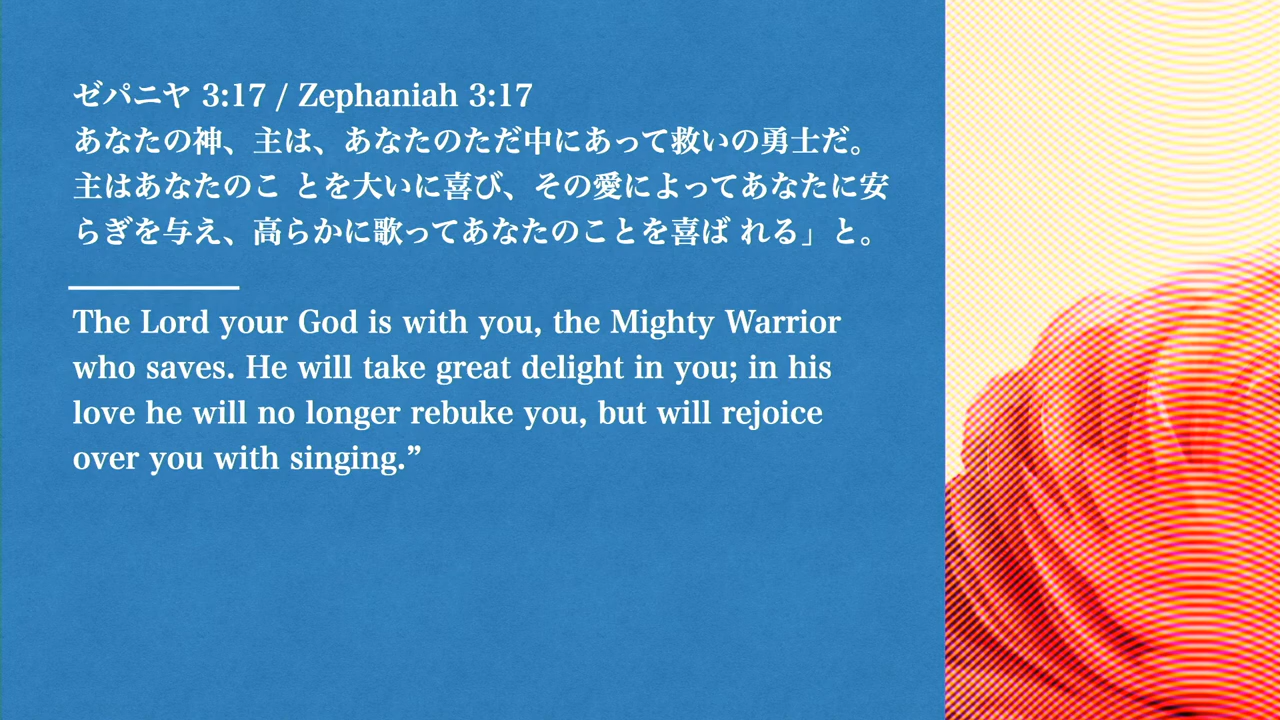 ゼパニヤ 3:17 / Zephaniah 3:17
あなたの神、主は、あなたのただ中にあって救いの勇士だ。
主はあなたのこ とを大いに喜び、その愛によってあなたに安
らぎを与え、高らかに歌ってあなたのことを喜ば れる」と。
The Lord your God is with you, the Mighty Warrior
who saves. He will take great delight in you; in his
love he will no longer rebuke you, but will rejoice
over you with singing.”